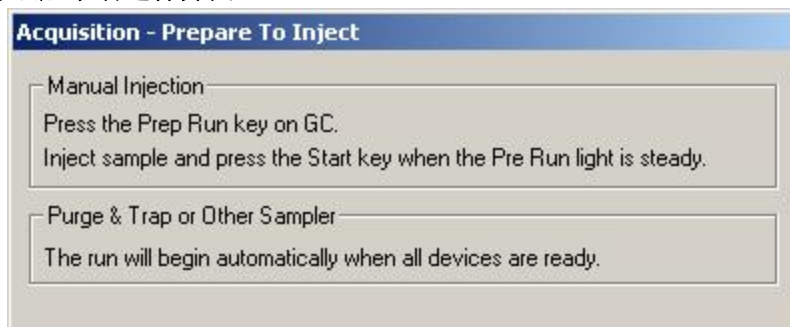 Acquisition - Prepare To Inject
Manual Injection
Press the Prep Run key on GC.
Inject sample and press the Start key when the Pre Run light is steady.
Purge & Trap or Other Sampler
The run will begin automatically when all devices are ready.